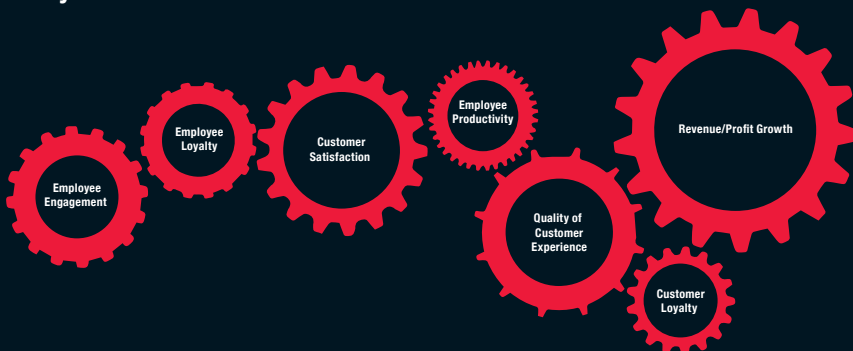 Employee
Engagement
Employee
Loyalty
Customer
Satisfaction
Employee
Productivity
Quality of
Customer
Experience
Customer
Loyalty
Revenue/Profit Growth